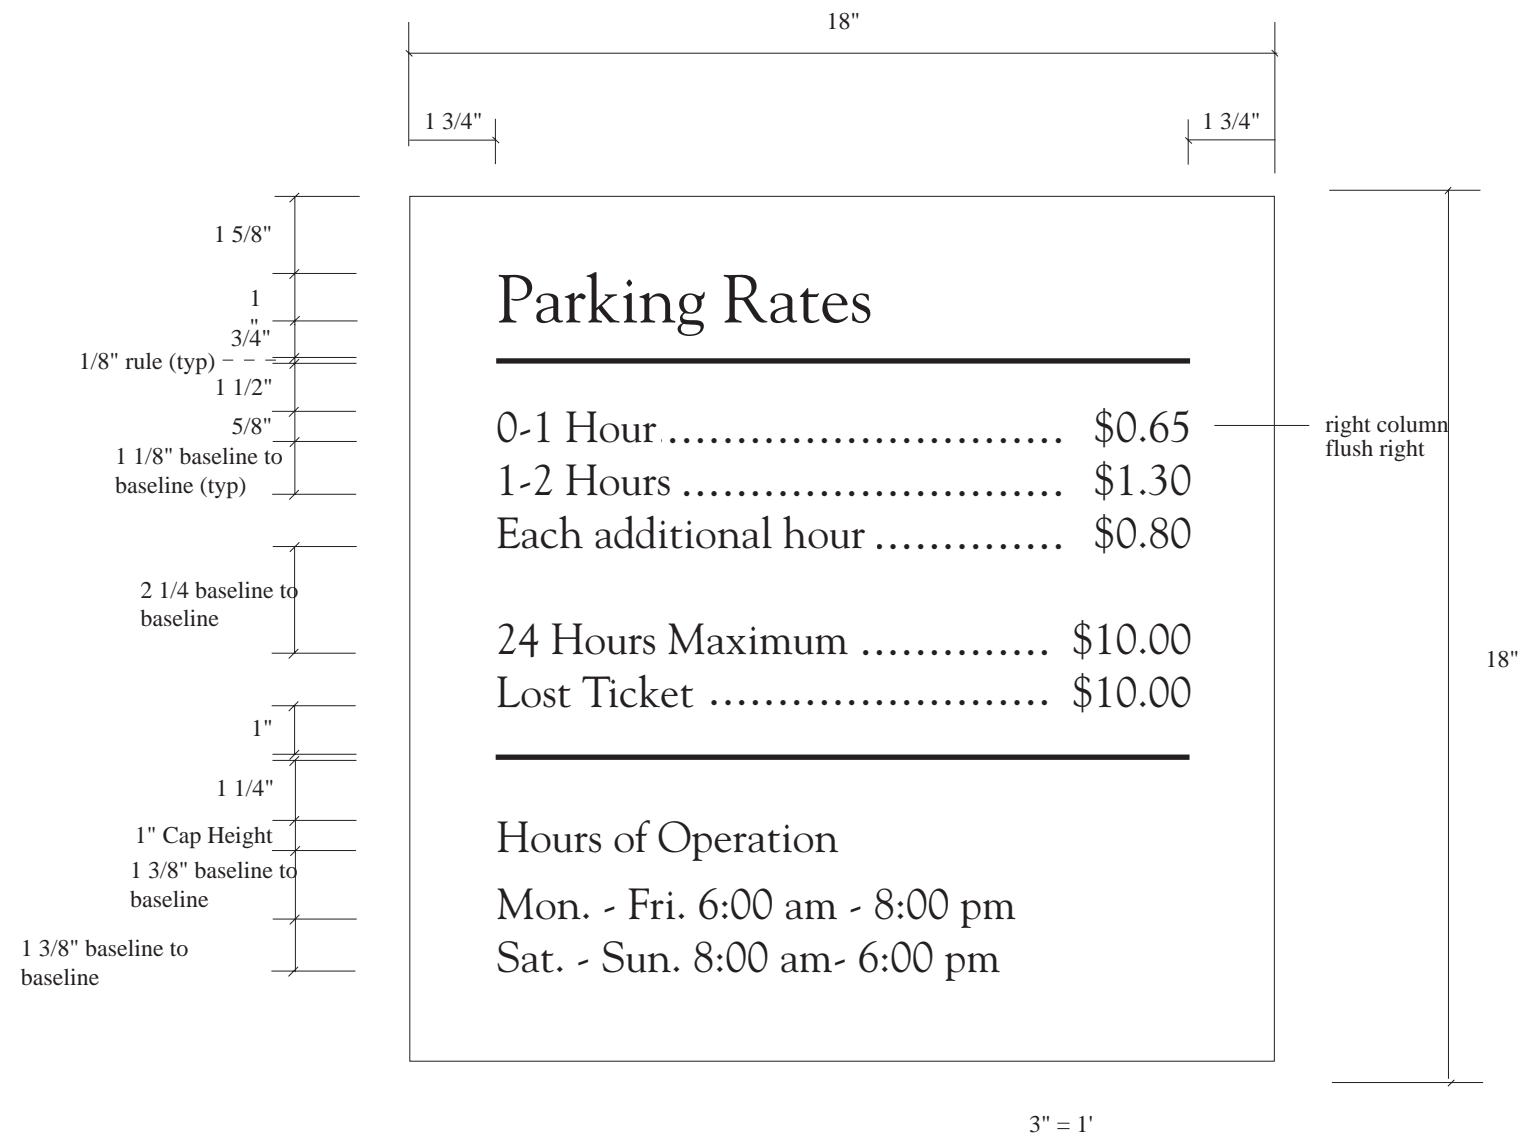 18"
1 3/4" 1 3/4"
1 5/8"
Parking Rates
1
"
3/4"
1/8" rule (typ)
1 1/2"
0-1 Hour .............................. $0.65
right column
flush right
5/8"
1 1/8" baseline to
baseline (typ)
1-2 Hours ............................ $1.30
Each additional hour .............. $0.80
2 1/4 baseline to
baseline
24 Hours Maximum .............. $10.00
18"
Lost Ticket ......................... $10.00
1"
1 1/4"
1" Cap Height
Hours of Operation
1 3/8" baseline to
baseline
Mon. - Fri. 6:00 am - 8:00 pm
1 3/8" baseline to
baseline
Sat. - Sun. 8:00 am- 6:00 pm
3" = 1'